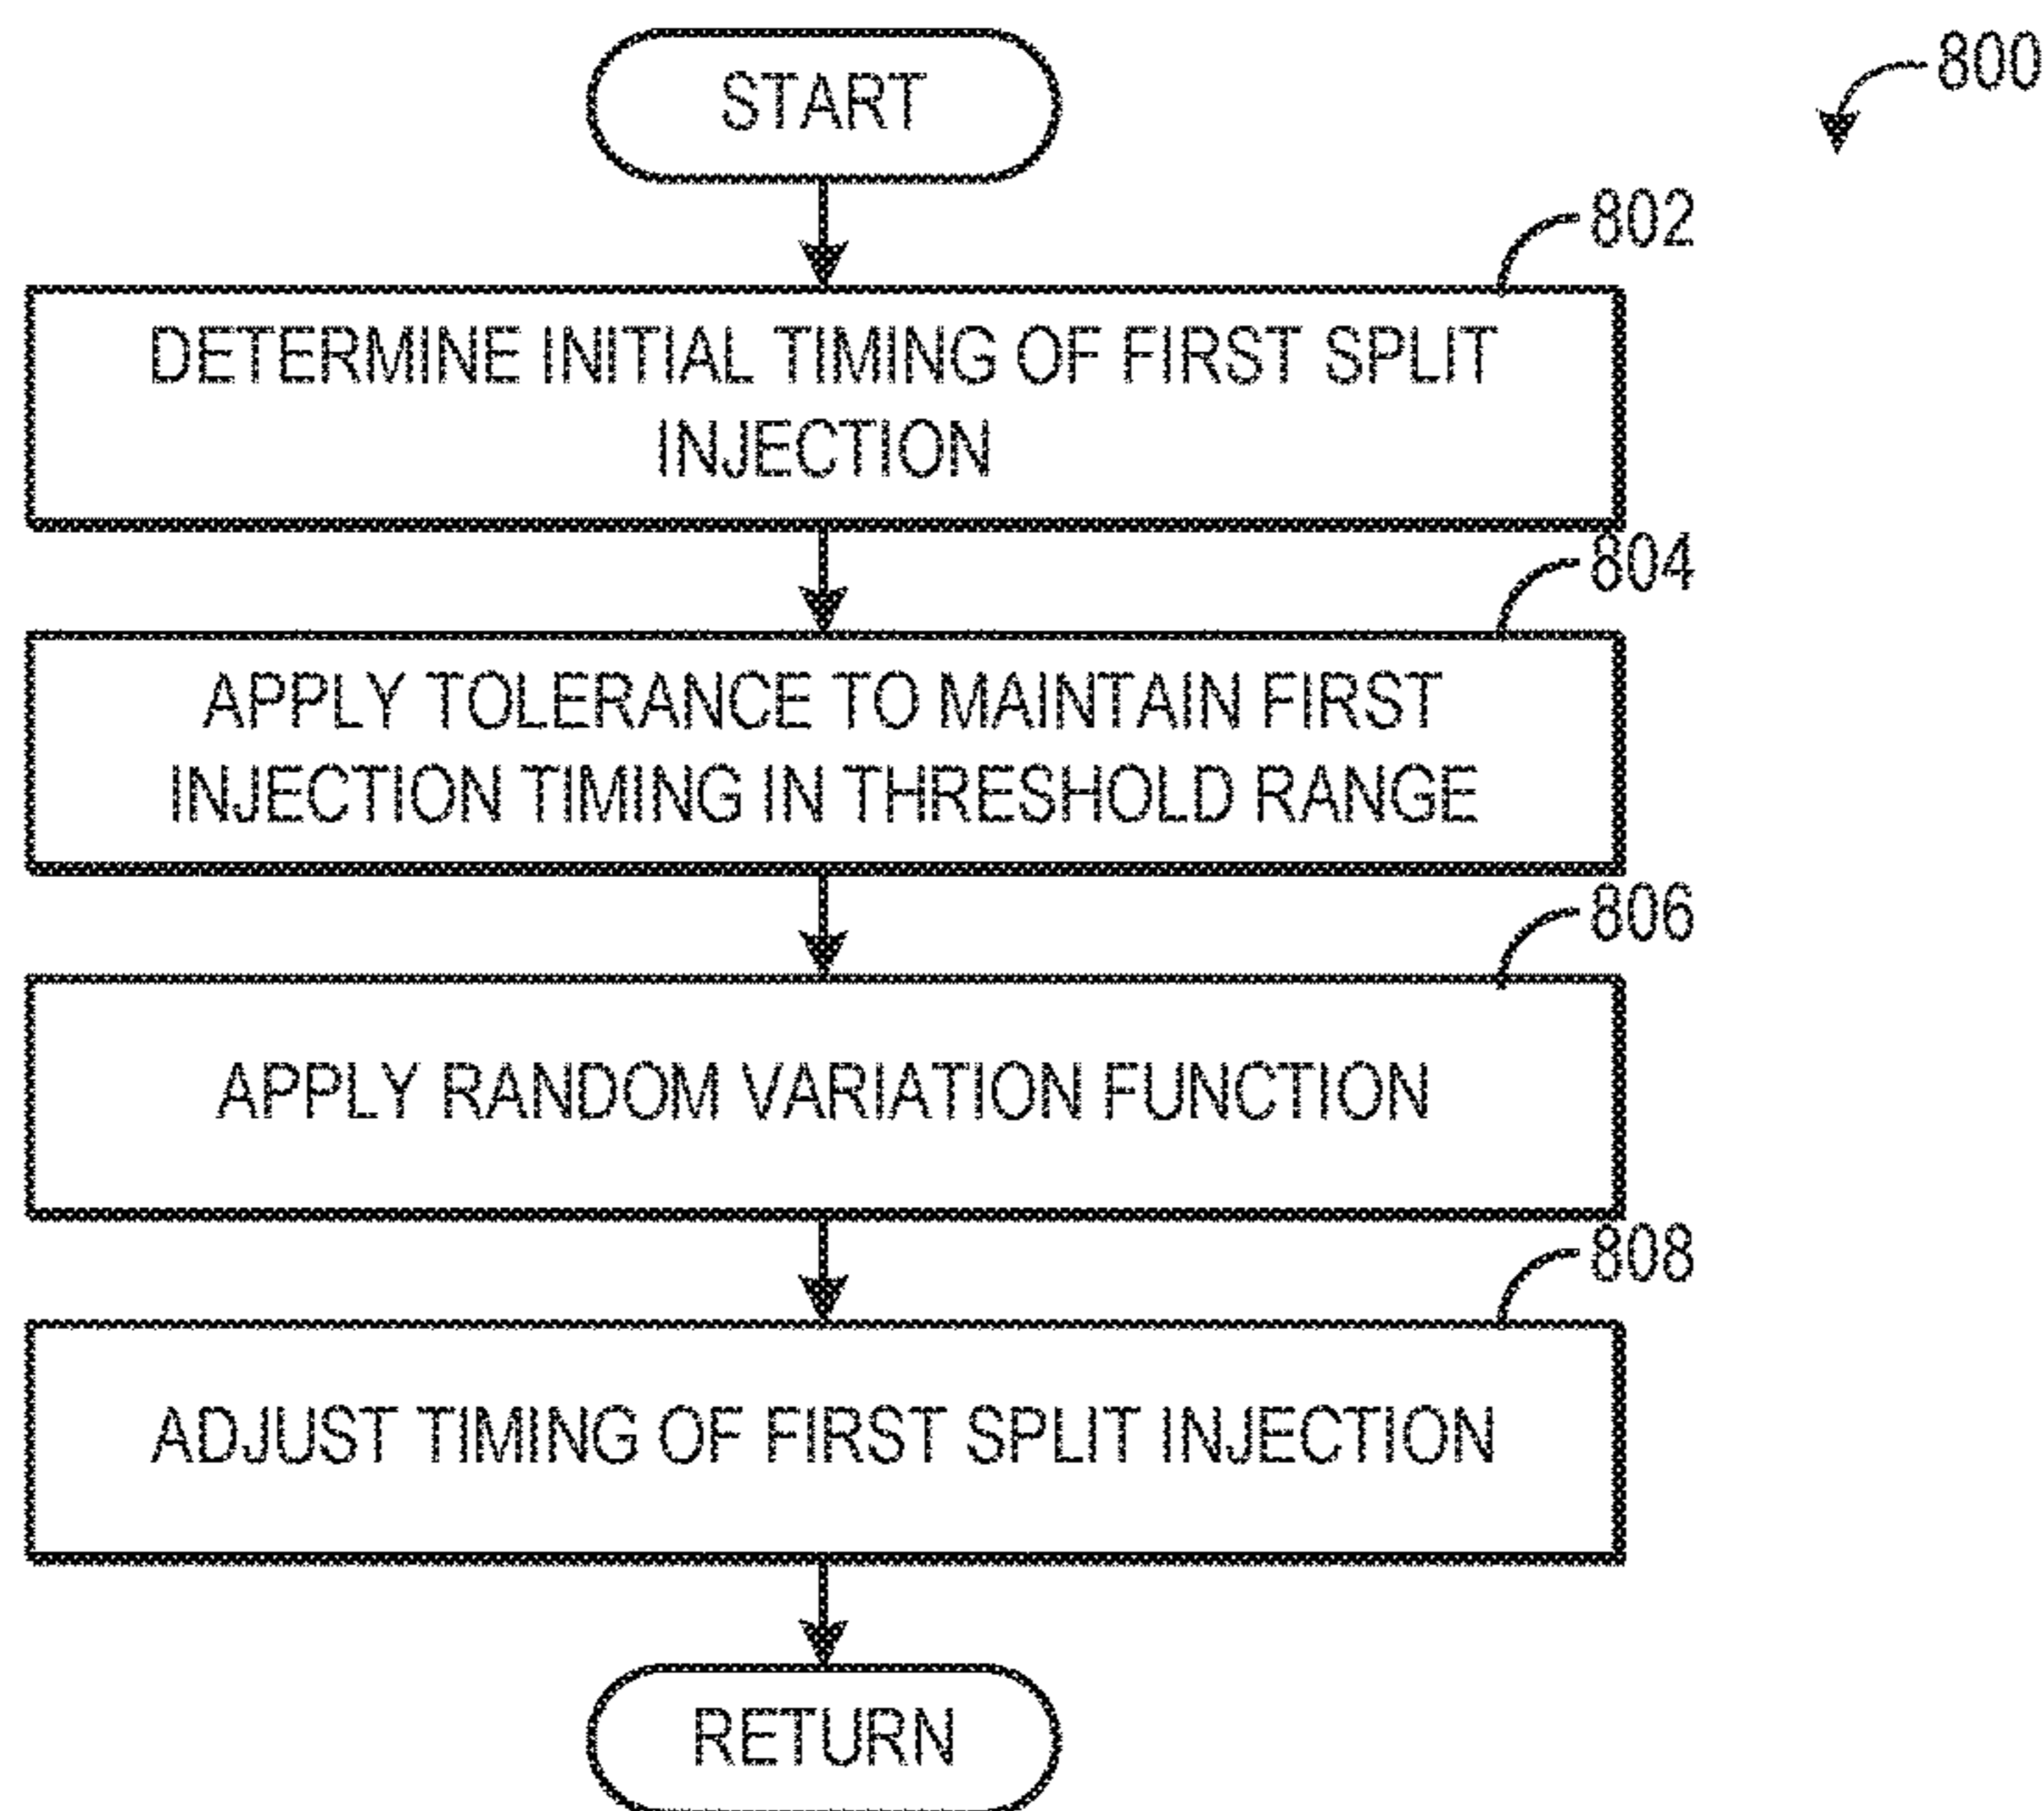 START
800
802
DETERMINE INITIAL TIMING OF FIRST SPLIT
INJECTION
804
APPLY TOLERANCE TO MAINTAIN FIRST
INJECTION TIMING IN THRESHOLD RANGE
806
APPLY RANDOM VARIATION FUNCTION
808
ADJUST TIMING OF FIRST SPLIT INJECTION
RETURN